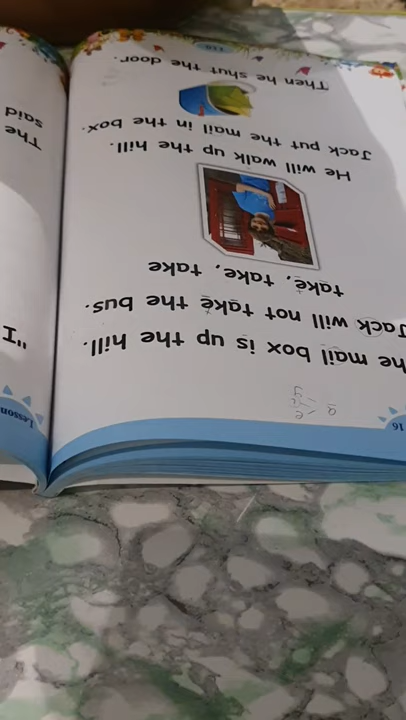 16
he mail box is up the hill.
Jack will not take the bus.
take, take, take
He will walk up the hill.
Jack put the mail in the box.
Then he shut the door.
116
Lesson
"I
The
said